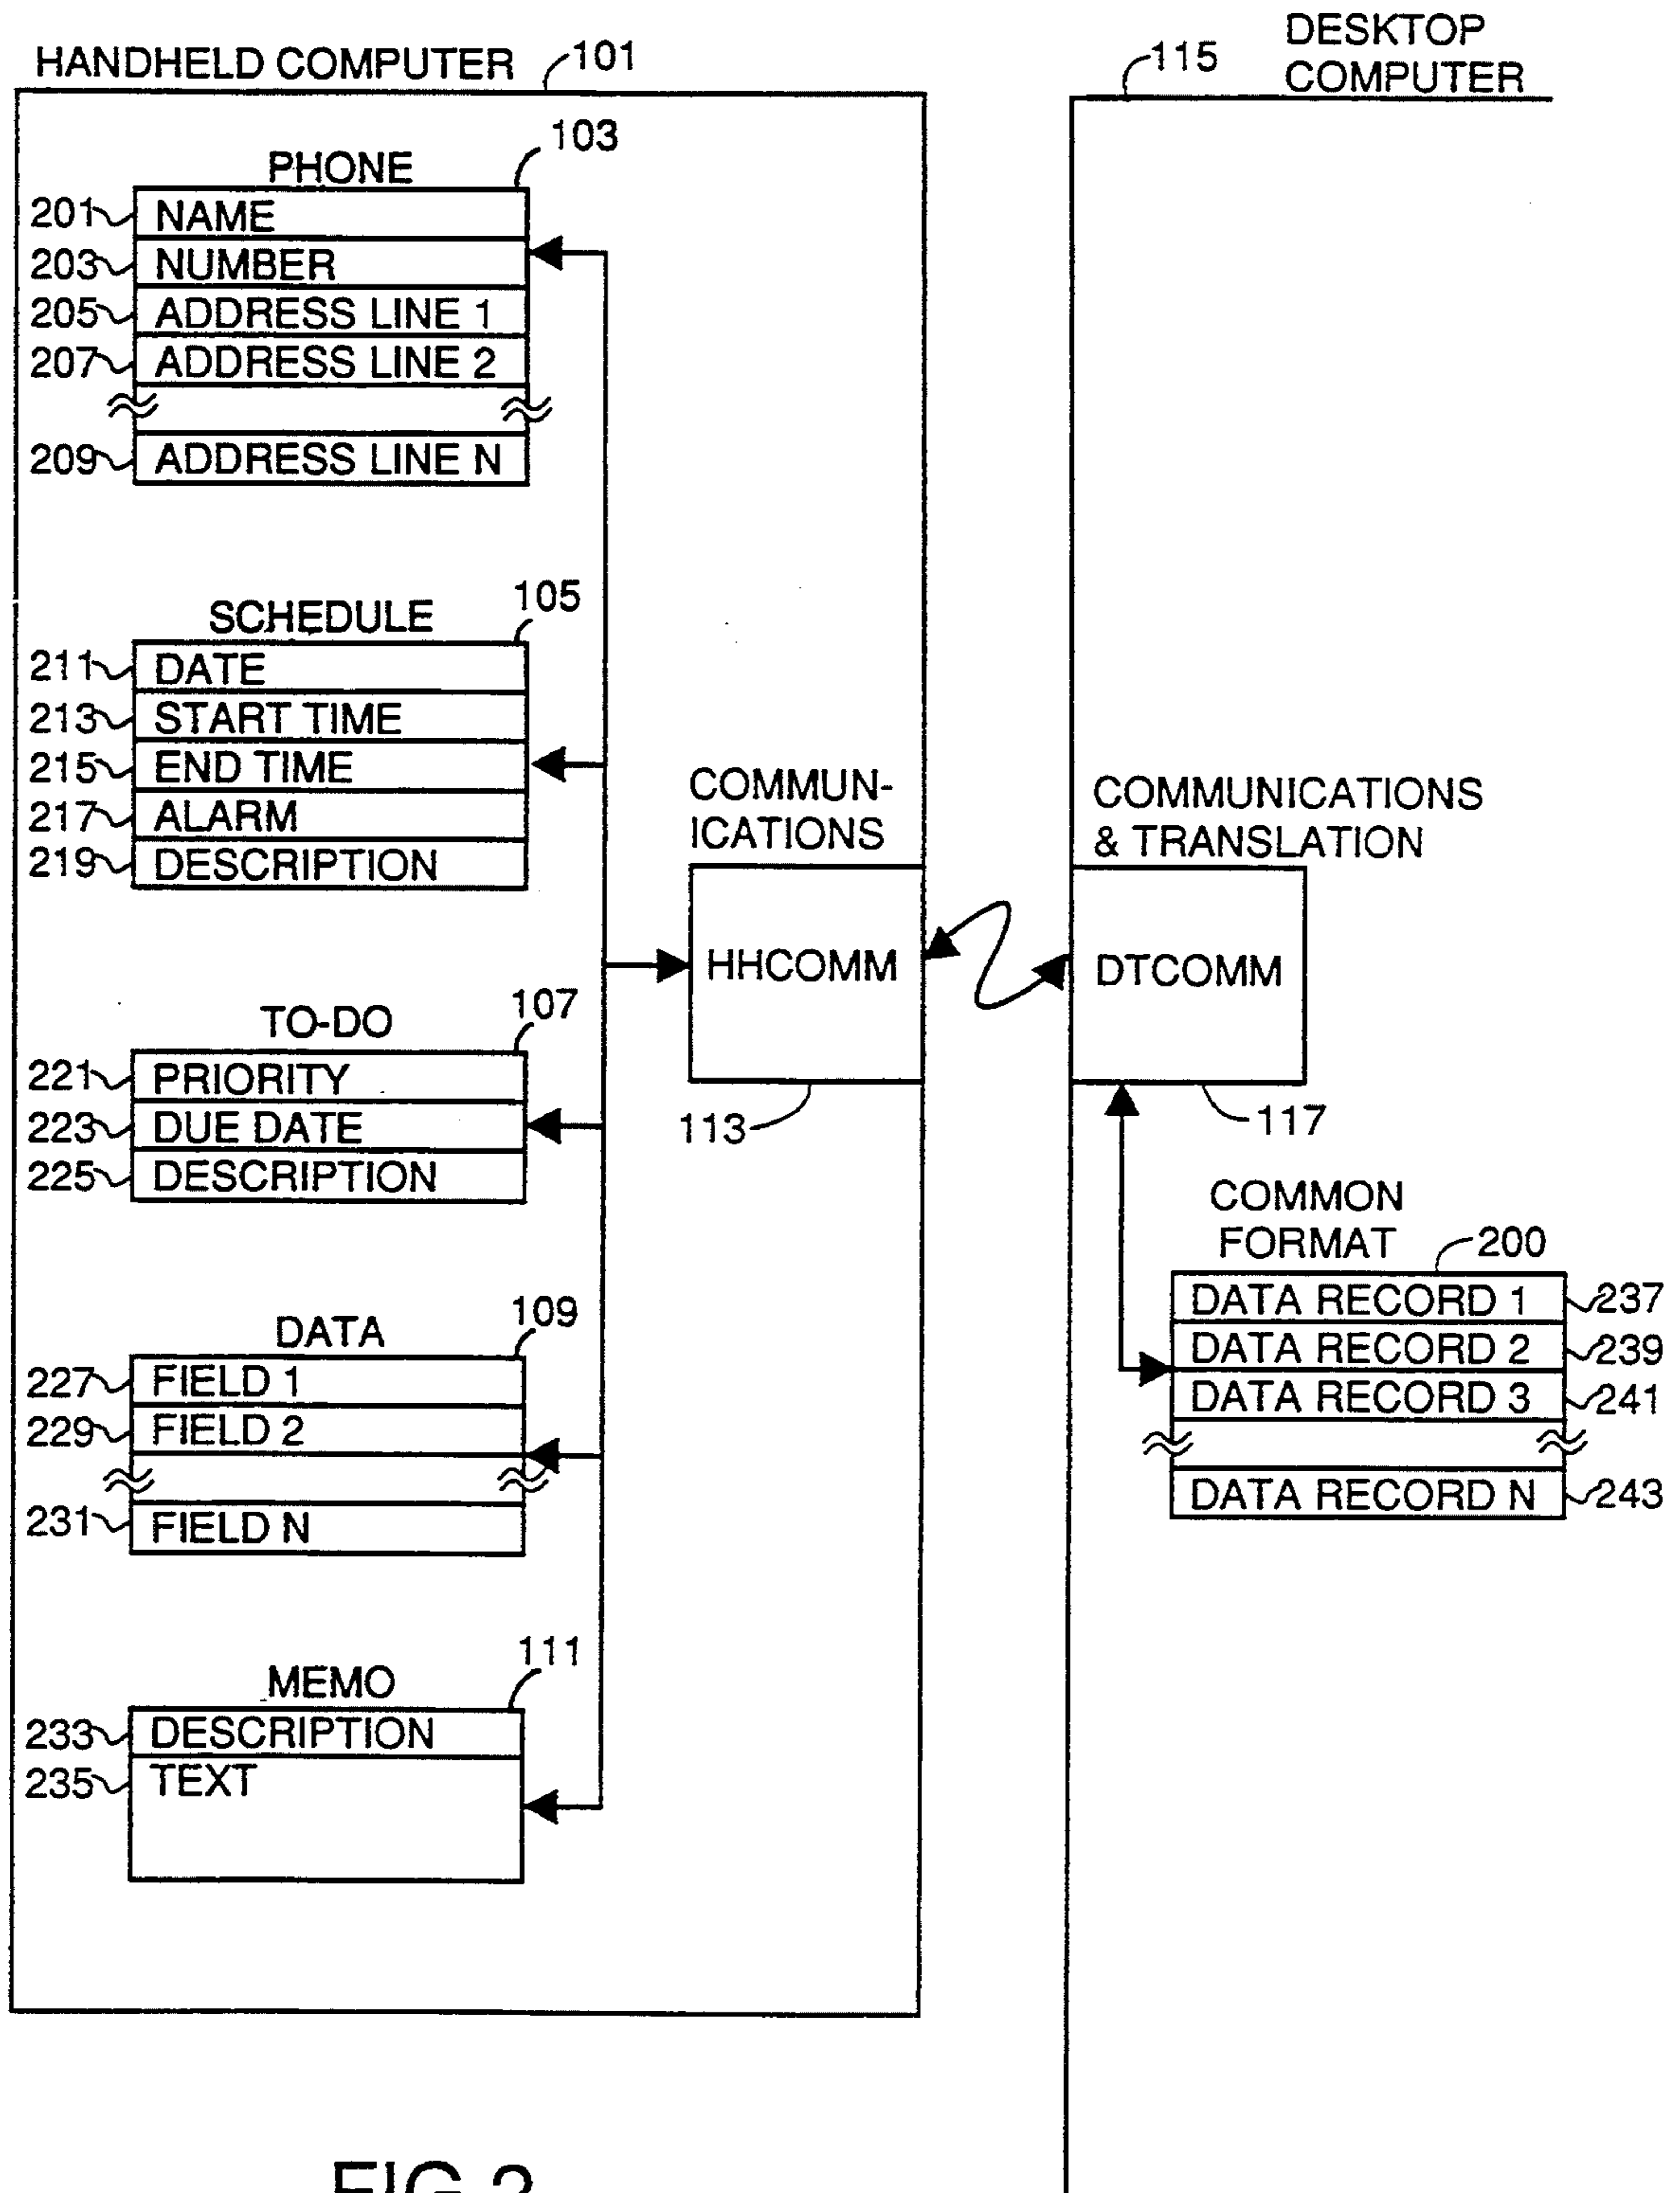 HANDHELD COMPUTER
101
PHONE
103
201 NAME
203 NUMBER
205 ADDRESS LINE 1
207 ADDRESS LINE 2
209 ADDRESS LINE N
SCHEDULE
105
211 DATE
213 START TIME
215 END TIME
217 ALARM
219 DESCRIPTION
TO-DO
107
221 PRIORITY
223 DUE DATE
225 DESCRIPTION
DATA
109
227 FIELD 1
229 FIELD 2
231 FIELD N
MEMO
111
233 DESCRIPTION
235 TEXT
COMMUN-
ICATIONS
HHCOMM
113
115
DESKTOP
COMPUTER
COMMUNICATIONS
& TRANSLATION
DTCOMM
117
COMMON
FORMAT
200
DATA RECORD 1 237
DATA RECORD 2 239
DATA RECORD 3 241
DATA RECORD N 243
FIG 2